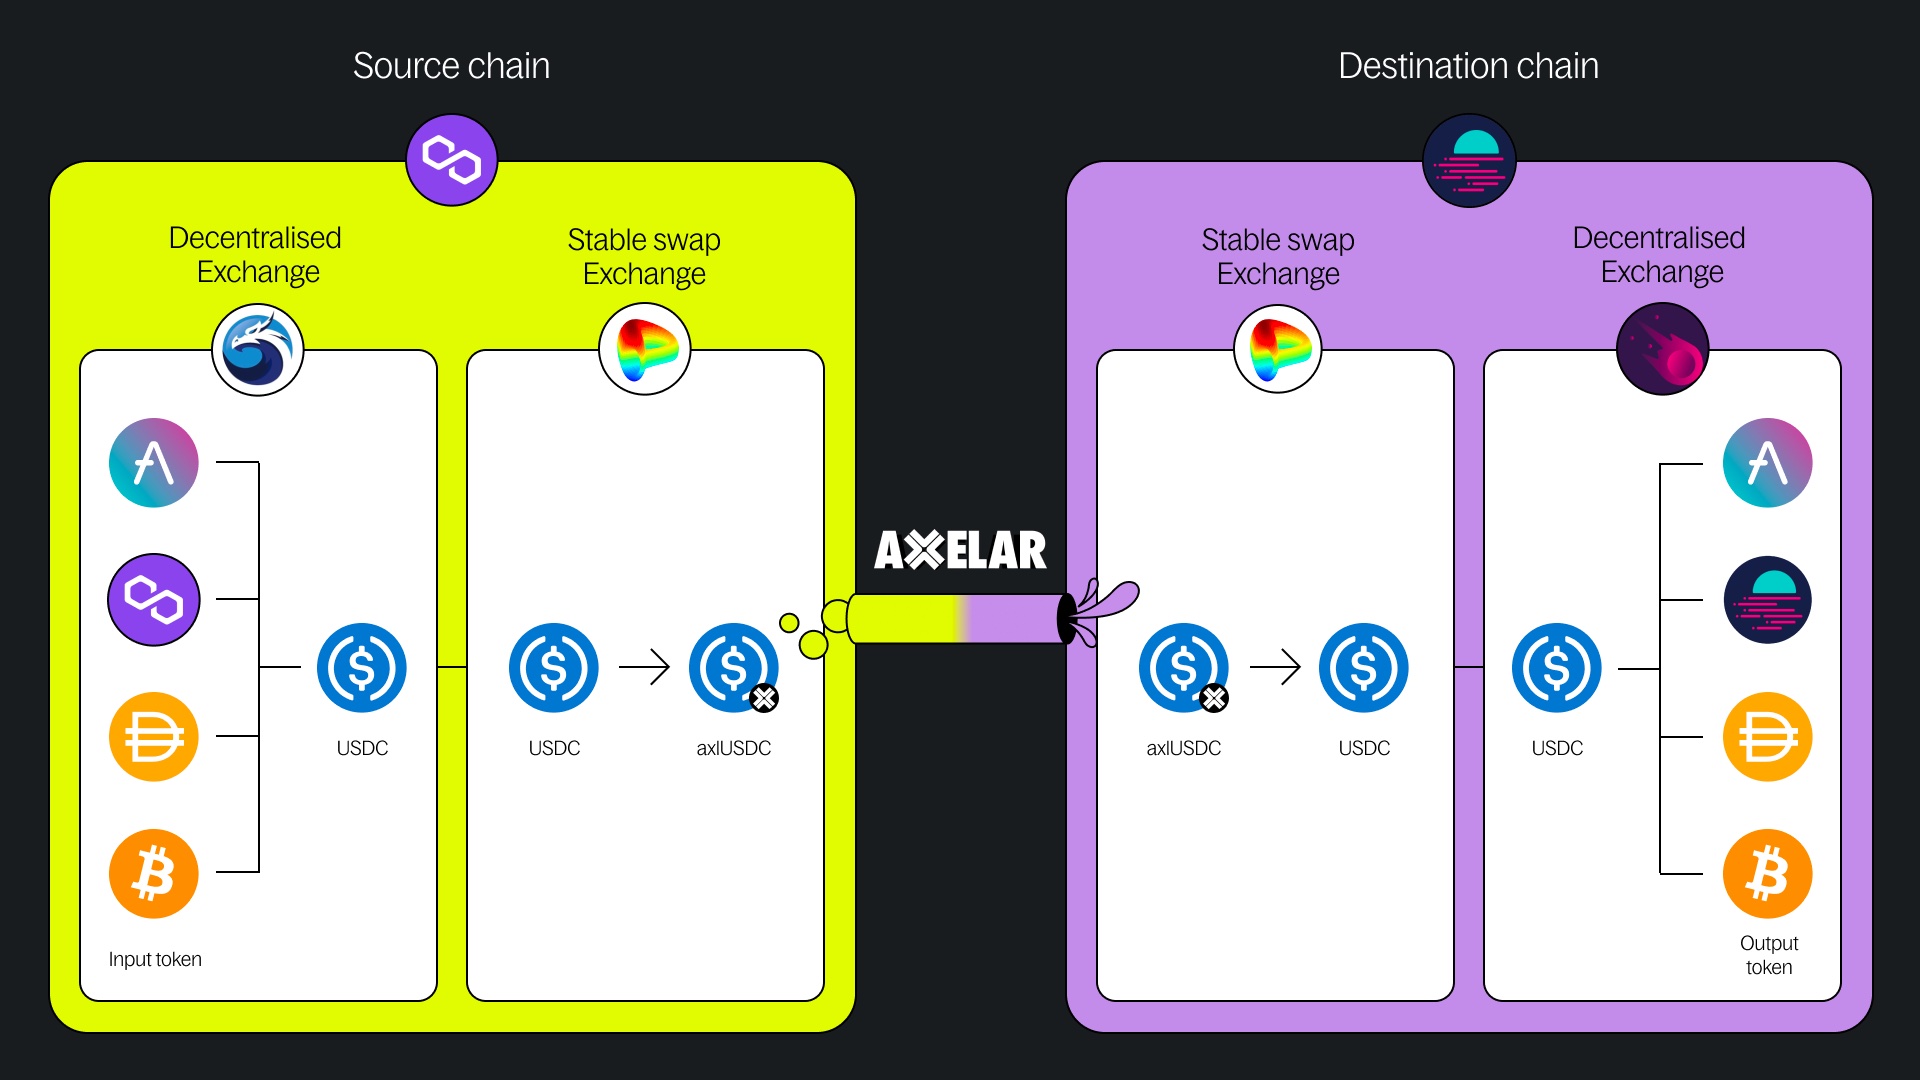 Source chain
Destination chain
Decentralised
Exchange
Stable swap
Exchange
Stable swap
Exchange
Decentralised
Exchange
AXELAR
USDC
USDC
axlUSDC
axlUSDC
USDC
USDC
Input token
Output
token